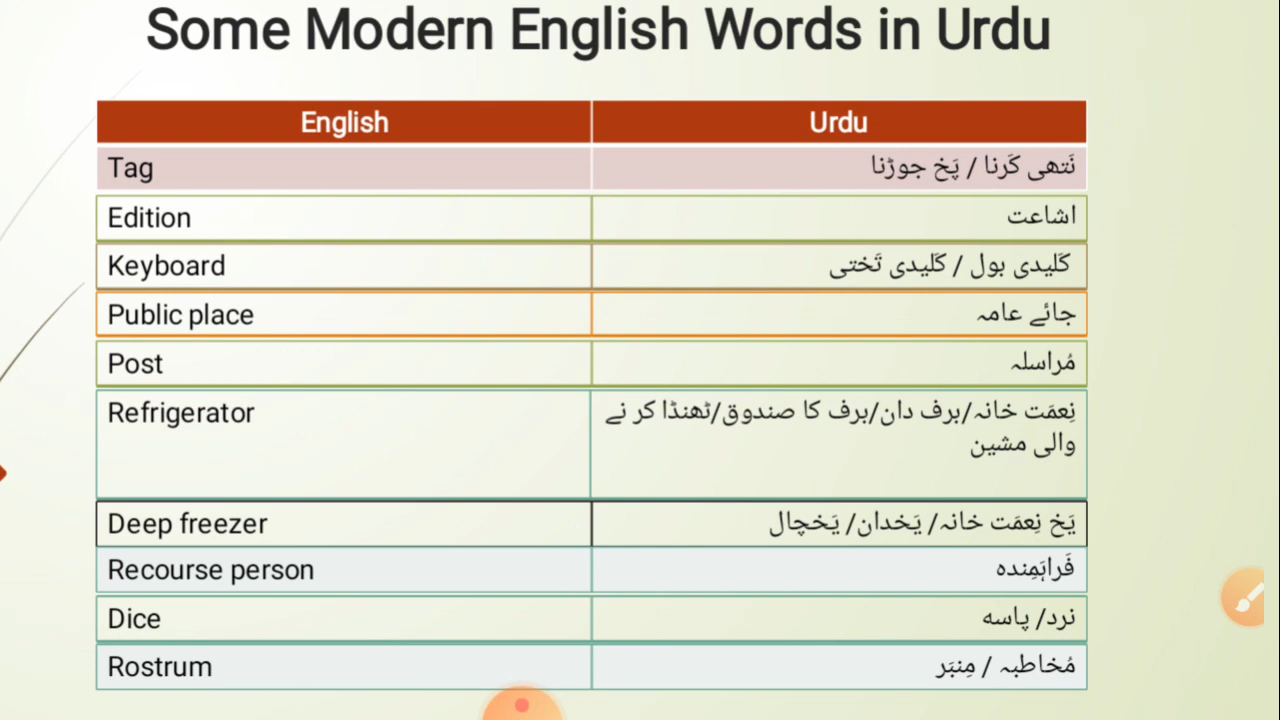 Some Modern English Words in Urdu
English
Urdu
Tag
نَتھی کَرنا / پَخ جوڑنا
Edition
اشاعت
Keyboard
کَلیدی بول / کَلیدی تَختی
Public place
جائے عامہ
Post
مُراسلہ
Refrigerator
نِعمَت خانہ/برف دان/برف کا صندوق/ٹھنڈا کر نے
والی مشین
Deep freezer
یَخ نِعمَت خانہ/ یَخدان/ یَخچال
Recourse person
فَراہَمِندہ
Dice
نرد/ پاسہ
Rostrum
مُخاطبہ / مِنبَر